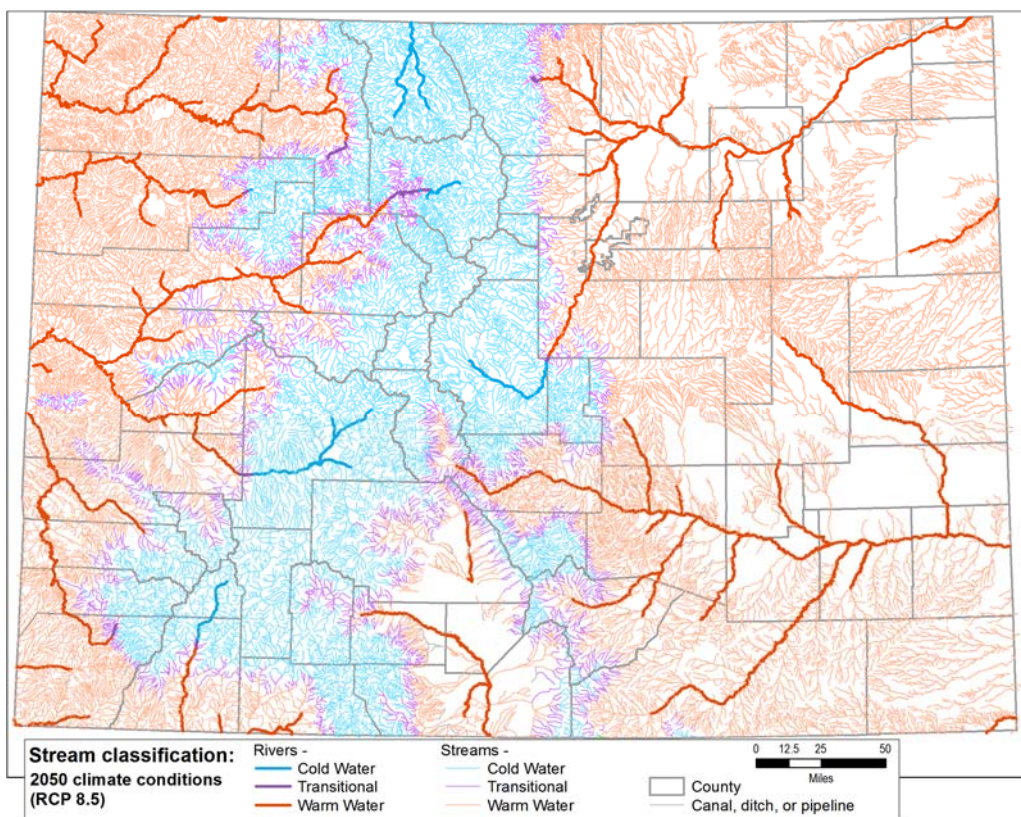 Stream classification:
2050 climate conditions
(RCP 8.5)
Rivers -
Cold Water
Transitional
Warm Water
Streams -
Cold Water
Transitional
Warm Water
0 12.5 25 50
Miles
County
Canal, ditch, or pipeline